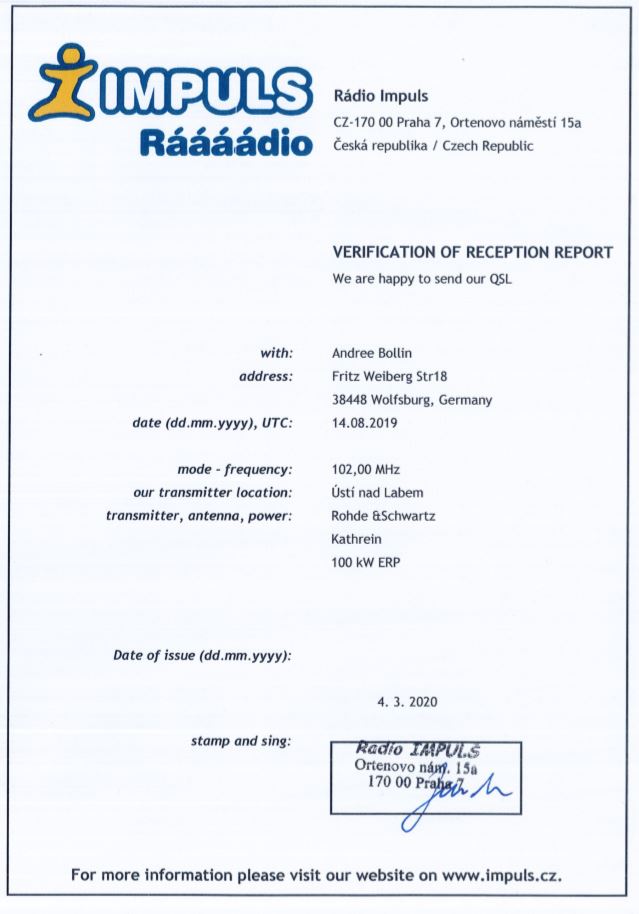 IMPULS
Ráááádio
Rádio Impuls
CZ-170 00 Praha 7, Ortenovo náměstí 15a
Česká republika / Czech Republic
VERIFICATION OF RECEPTION REPORT
We are happy to send our QSL
with: Andree Bollin
address: Fritz Weiberg Str18
38448 Wolfsburg, Germany
date (dd.mm.yyyy), UTC: 14.08.2019
mode - frequency: 102,00 MHz
our transmitter location: Ústí nad Labem
transmitter, antenna, power: Rohde &Schwartz
Kathrein
100 kW ERP
Date of issue (dd.mm.yyyy):
4. 3. 2020
stamp and sing:
Radio IMPULS
Ortenovo nám. 15a
170 00 Praha 7
For more information please visit our website on www.impuls.cz.